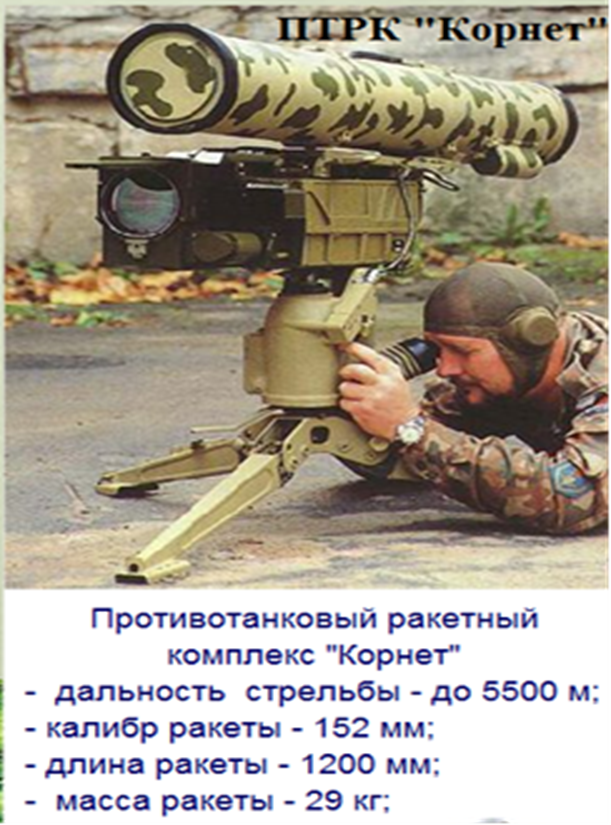 ПТРК "Корнет"
Противотанковый ракетный
комплекс "Корнет"
-  дальность  стрельбы - до 5500 м;
- калибр ракеты - 152 мм;
- длина ракеты - 1200 мм;
-  масса ракеты - 29 кг;